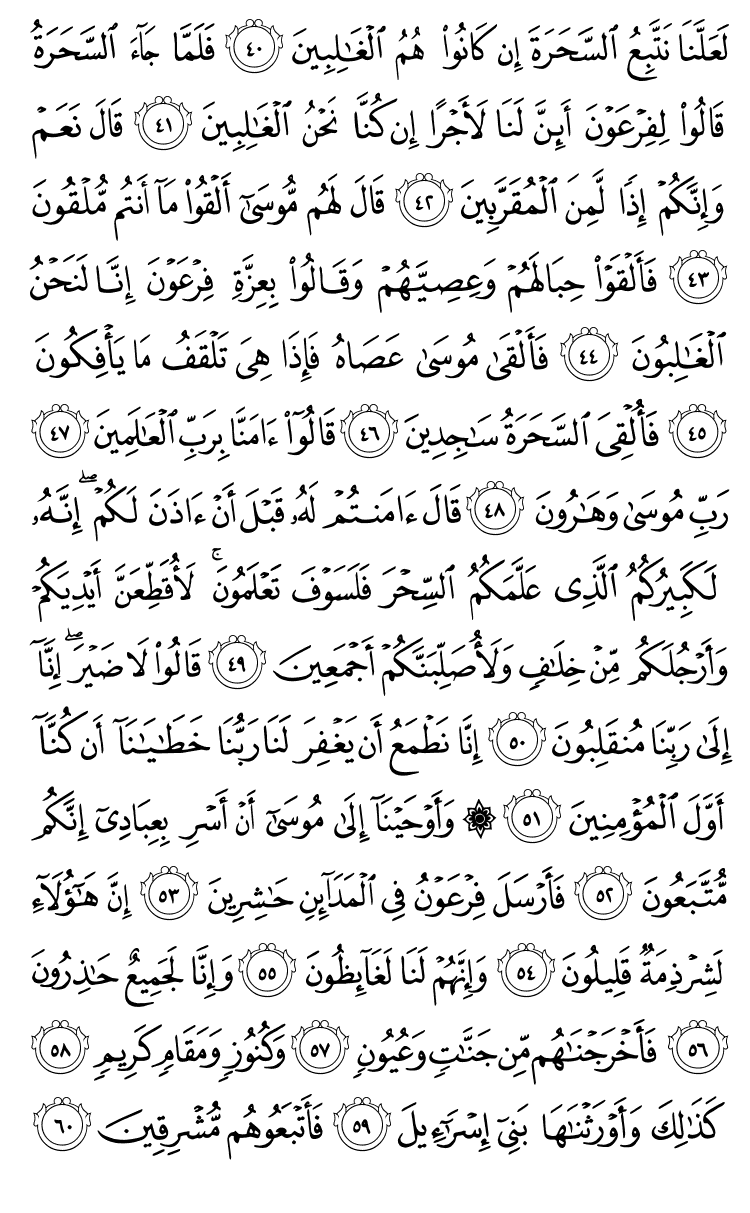 لَعَلَّنَا نَتَّبِعُ ٱلسَّحَرَةَ إِن كَانُوا۟ هُمُ ٱلْغَـٰلِبِينَ ٤٠ فَلَمَّا جَآءَ ٱلسَّحَرَةُ
قَالُوا۟ لِفِرْعَوْنَ أَئِنَّ لَنَا لَأَجْرًا إِن كُنَّا نَحْنُ ٱلْغَـٰلِبِينَ ٤١ قَالَ نَعَمْ
وَإِنَّكُمْ إِذًا لَّمِنَ ٱلْمُقَرَّبِينَ ٤٢ قَالَ لَهُم مُّوسَىٰٓ أَلْقُوا۟ مَآ أَنتُم مُّلْقُونَ
٤٣ فَأَلْقَوْا۟ حِبَالَهُمْ وَعِصِيَّهُمْ وَقَالُوا۟ بِعِزَّةِ فِرْعَوْنَ إِنَّا لَنَحْنُ
ٱلْغَـٰلِبُونَ ٤٤ فَأَلْقَىٰ مُوسَىٰ عَصَاهُ فَإِذَا هِىَ تَلْقَفُ مَا يَأْفِكُونَ
٤٥ فَأُلْقِىَ ٱلسَّحَرَةُ سَـٰجِدِينَ ٤٦ قَالُوٓا۟ ءَامَنَّا بِرَبِّ ٱلْعَـٰلَمِينَ ٤٧
رَبِّ مُوسَىٰ وَهَـٰرُونَ ٤٨ قَالَ ءَامَنتُمْ لَهُۥ قَبْلَ أَنْ ءَاذَنَ لَكُمْ ۖ إِنَّهُۥ
لَكَبِيرُكُمُ ٱلَّذِى عَلَّمَكُمُ ٱلسِّحْرَ فَلَسَوْفَ تَعْلَمُونَ ۚ لَأُقَطِّعَنَّ أَيْدِيَكُمْ
وَأَرْجُلَكُم مِّنْ خِلَـٰفٍ وَلَأُصَلِّبَنَّكُمْ أَجْمَعِينَ ٤٩ قَالُوا۟ لَا ضَيْرَ ۖ إِنَّآ
إِلَىٰ رَبِّنَا مُنقَلِبُونَ ٥٠ إِنَّا نَطْمَعُ أَن يَغْفِرَ لَنَا رَبُّنَا خَطَـٰيَـٰنَآ أَن كُنَّآ
أَوَّلَ ٱلْمُؤْمِنِينَ ٥١ ۞ وَأَوْحَيْنَآ إِلَىٰ مُوسَىٰٓ أَنْ أَسْرِ بِعِبَادِىٓ إِنَّكُم
مُّتَّبَعُونَ ٥٢ فَأَرْسَلَ فِرْعَوْنُ فِى ٱلْمَدَآئِنِ حَـٰشِرِينَ ٥٣ إِنَّ هَـٰٓؤُلَآءِ
لَشِرْذِمَةٌ قَلِيلُونَ ٥٤ وَإِنَّهُمْ لَنَا لَغَآئِظُونَ ٥٥ وَإِنَّا لَجَمِيعٌ حَـٰذِرُونَ
٥٦ فَأَخْرَجْنَـٰهُم مِّن جَنَّـٰتٍ وَعُيُونٍ ٥٧ وَكُنُوزٍ وَمَقَامٍ كَرِيمٍ ٥٨
كَذَٰلِكَ وَأَوْرَثْنَـٰهَا بَنِىٓ إِسْرَٰٓءِيلَ ٥٩ فَأَتْبَعُوهُم مُّشْرِقِينَ ٦٠